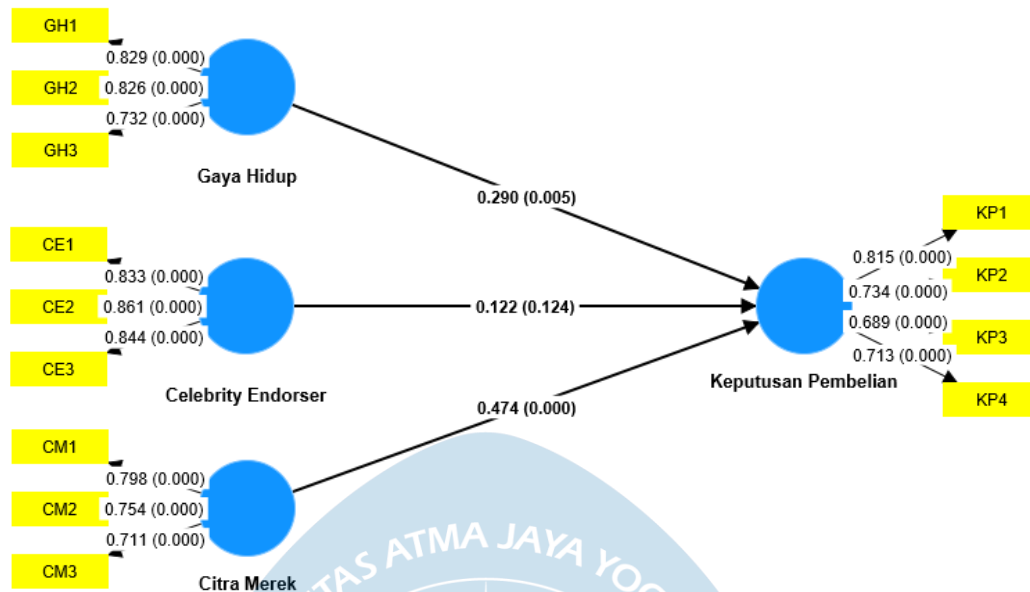 GH1
0.829 (0.000)
GH2
0.826 (0.000)
0.732 (0.000)
GH3
Gaya Hidup
0.290 (0.005)
CE1
0.833 (0.000)
CE2
0.861 (0.000)
0.844 (0.000)
CE3
Celebrity Endorser
0.122 (0.124)
CM1
0.798 (0.000)
CM2
0.754 (0.000)
0.711 (0.000)
CM3
Citra Merek
0.474 (0.000)
KP1
0.815 (0.000)
KP2
0.734 (0.000)
0.689 (0.000)
KP3
0.713 (0.000)
KP4
Keputusan Pembelian
ATMA JAYA